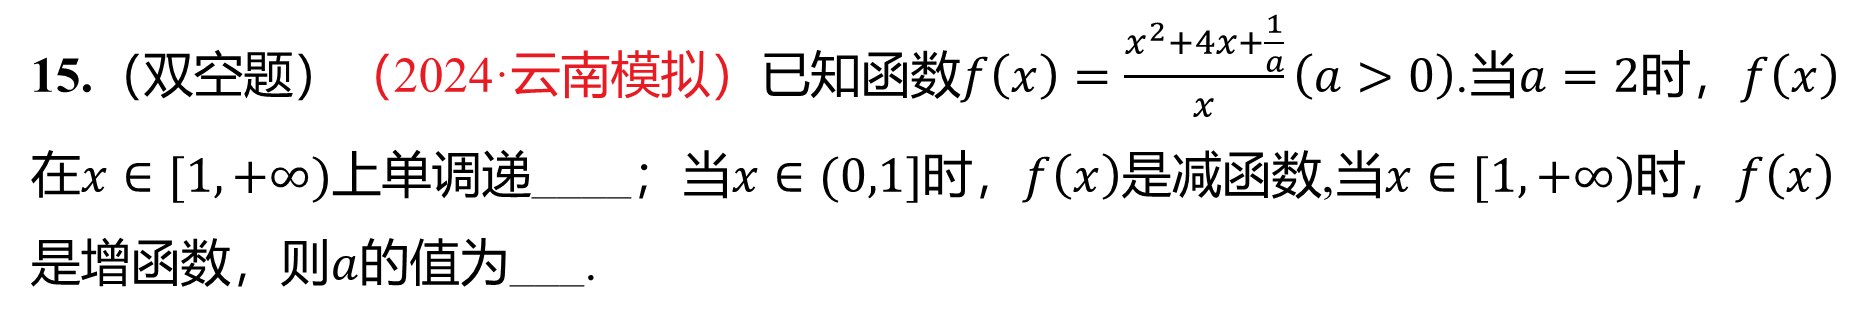 15.（双空题）（2024·云南模拟）已知函数f(x) = \frac{x^2+4x+\frac{1}{a}}{x}(a > 0).当a = 2时，f(x)
在x ∈ [1, +∞)上单调递____；当x ∈ (0,1]时，f(x)是减函数,当x ∈ [1, +∞)时，f(x)
是增函数，则a的值为___.